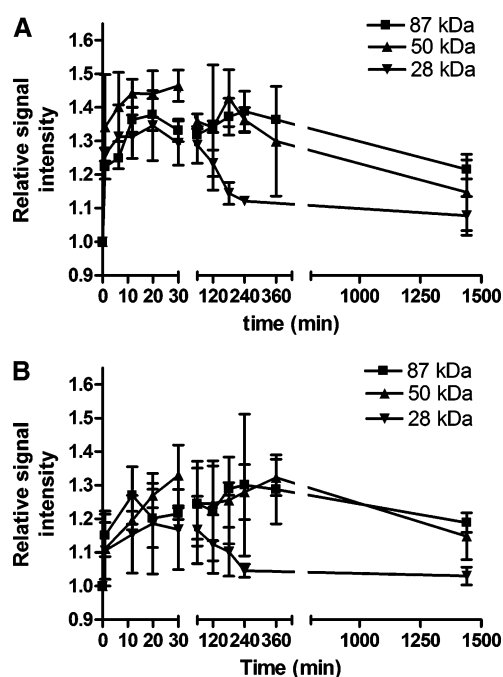 A
87 kDa
50 kDa
28 kDa
Relative signal
intensity
1.6
1.5
1.4
1.3
1.2
1.1
1.0
0.9
0 10 20 30 120 240 360 1000 1250 1500
time (min)
B
87 kDa
50 kDa
28 kDa
Relative signal
intensity
1.6
1.5
1.4
1.3
1.2
1.1
1.0
0.9
0 10 20 30 120 240 360 1000 1250 1500
Time (min)